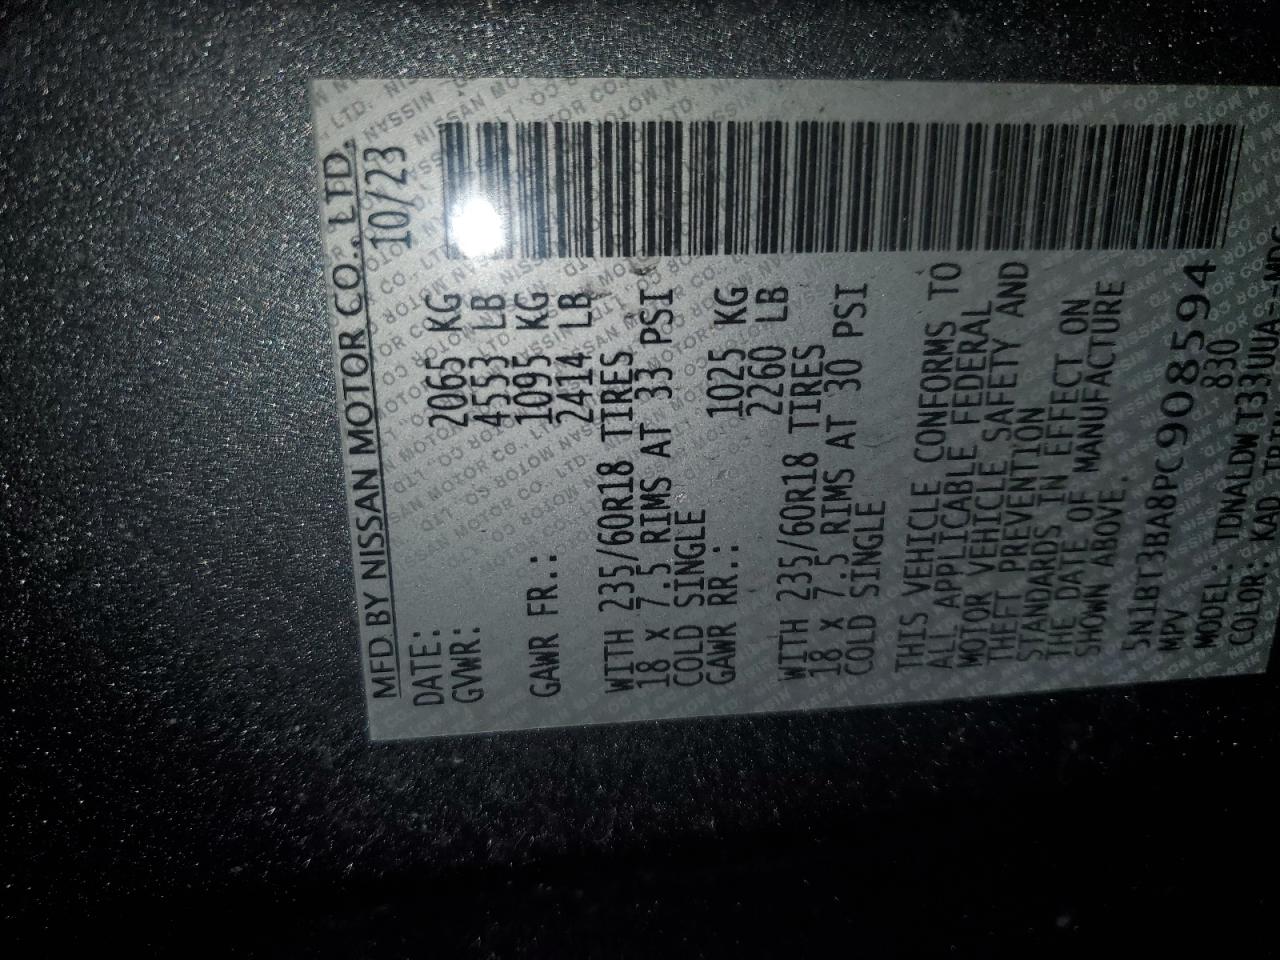 MFD BY NISSAN MOTOR CO., LTD.
DATE: 10/23
GVWR: 2065 KG
4553 LB
GAWR FR.: 1095 KG
2414 LB
WITH 235/60R18 TIRES
18 X 7.5 RIMS AT 33 PSI
COLD SINGLE
GAWR RR.: 1025 KG
2260 LB
WITH 235/60R18 TIRES
18 X 7.5 RIMS AT 30 PSI
COLD SINGLE
THIS VEHICLE CONFORMS TO
ALL APPLICABLE FEDERAL
MOTOR VEHICLE SAFETY AND
THEFT PREVENTION
STANDARDS IN EFFECT ON
THE DATE OF MANUFACTURE
SHOWN ABOVE.
5N1BT3BA8PC908594
MPV 830
MODEL: TDNALDWT33UUA--MDC
COLOR: KAD